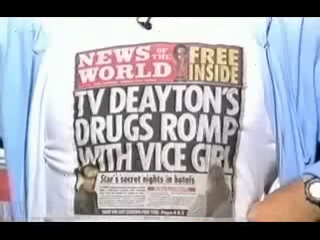 NEWS OF THE WORLD
FREE INSIDE
TV DEAYTON'S
DRUGS ROMP
WITH VICE GIRL
Star's secret nights in hotels